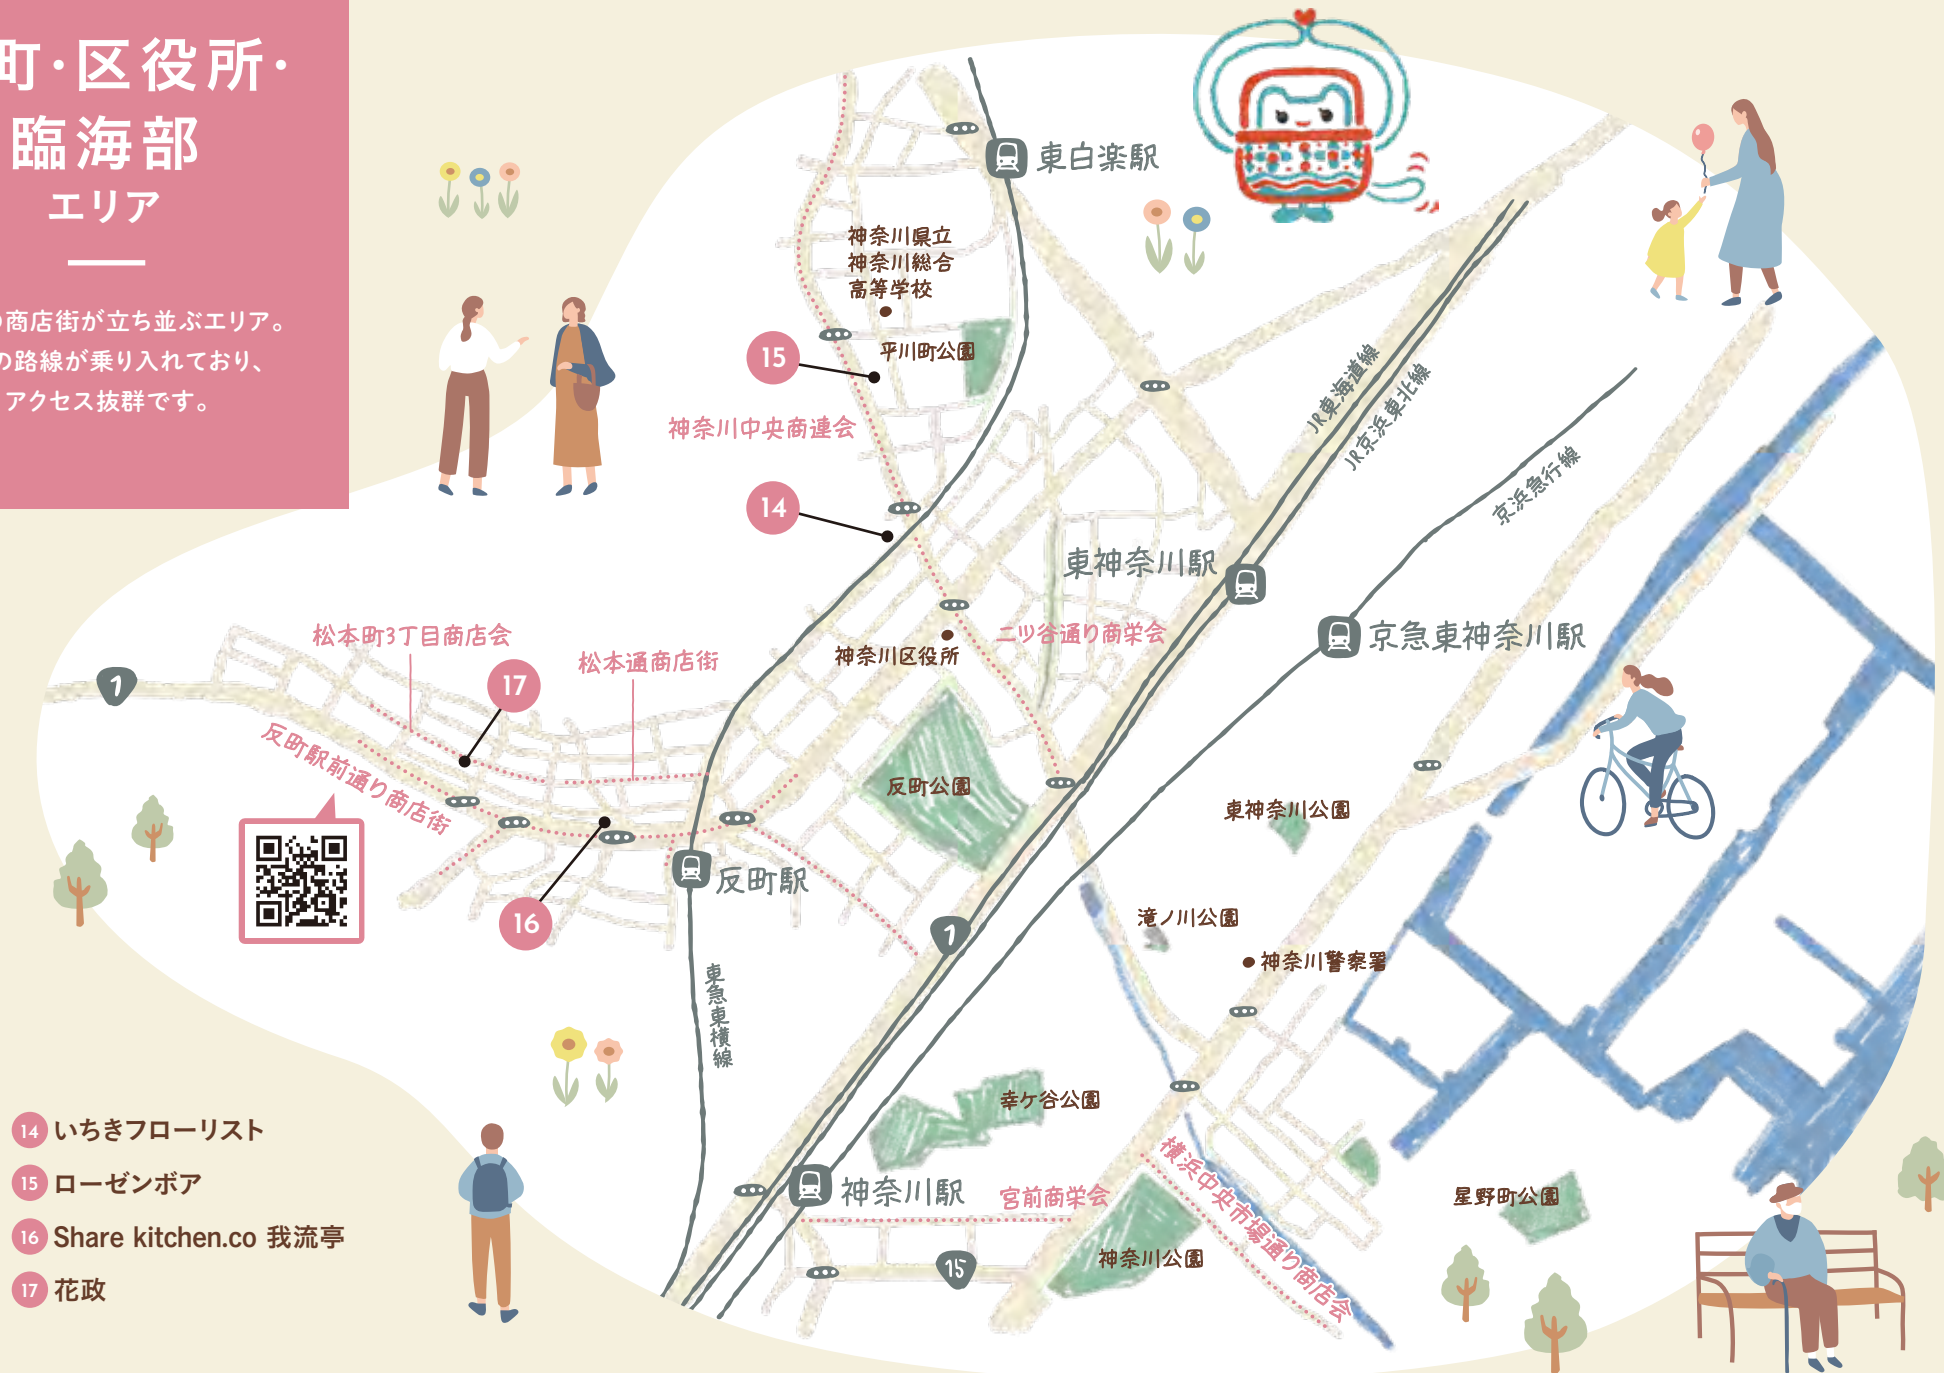 町・区役所・
臨海部
エリア
の商店街が立ち並ぶエリア。
の路線が乗り入れており、
アクセス抜群です。
東白楽駅
神奈川県立
神奈川総合
高等学校
平川町公園
15
神奈川中央商連会
14
JR東海道線
JR京浜東北線
京浜急行線
東神奈川駅
京急東神奈川駅
二ツ谷通り商栄会
神奈川区役所
松本町3丁目商店会
松本通商店街
17
1
反町駅前通り商店街
反町公園
東神奈川公園
反町駅
16
滝ノ川公園
1
神奈川警察署
東急東横線
幸ケ谷公園
神奈川駅
宮前商栄会
横浜中央市場通り商店会
星野町公園
神奈川公園
15
14 いちきフローリスト
15 ローゼンボア
16 Share kitchen.co 我流亭
17 花政